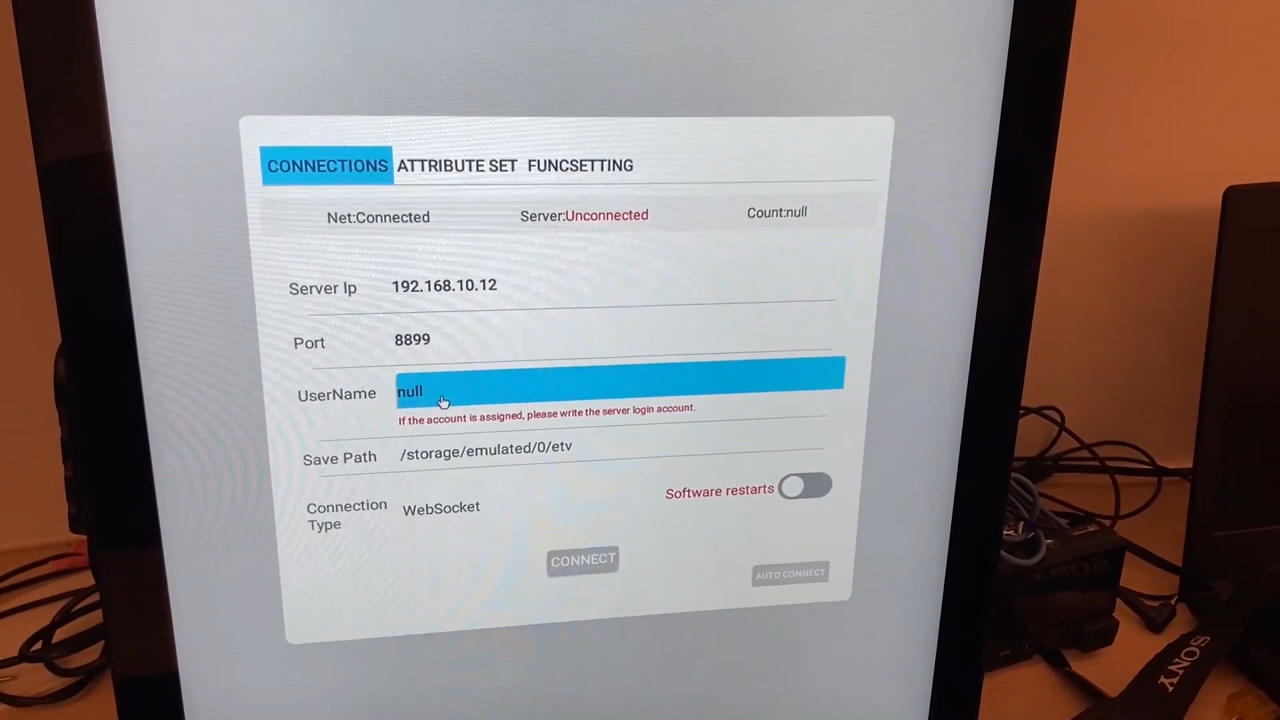 CONNECTIONS ATTRIBUTE SET FUNCSETTING
Net:Connected Server:Unconnected Count:null
Server Ip 192.168.10.12
Port 8899
UserName null
If the account is assigned, please write the server login account.
Save Path /storage/emulated/0/etv
Connection Type WebSocket
Software restarts
CONNECT
AUTO CONNECT
SONY